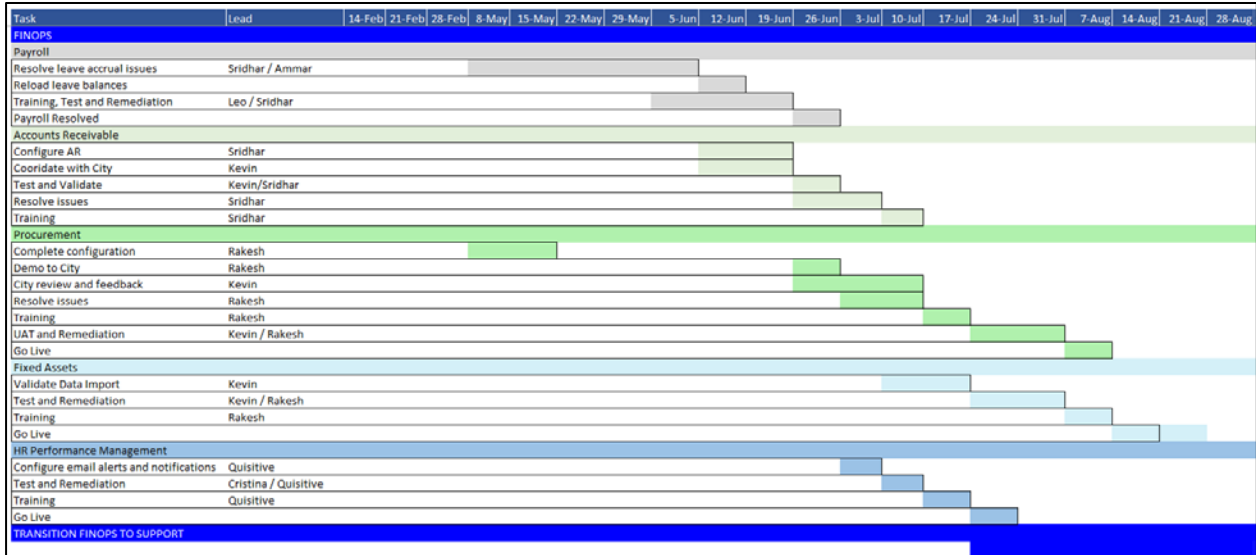 Task Lead 14-Feb 21-Feb 28-Feb 8-May 15-May 22-May 29-May 5-Jun 12-Jun 19-Jun 26-Jun 3-Jul 10-Jul 17-Jul 24-Jul 31-Jul 7-Aug 14-Aug 21-Aug 28-Aug
FINOPS
Payroll
Resolve leave accrual issues Sridhar / Ammar
Reload leave balances
Training, Test and Remediation Leo / Sridhar
Payroll Resolved
Accounts Receivable
Configure AR Sridhar
Cooridate with City Kevin
Test and Validate Kevin/Sridhar
Resolve issues Sridhar
Training Sridhar
Procurement
Complete configuration Rakesh
Demo to City Rakesh
City review and feedback Kevin
Resolve issues Rakesh
Training Rakesh
UAT and Remediation Kevin / Rakesh
Go Live
Fixed Assets
Validate Data Import Kevin
Test and Remediation Kevin / Rakesh
Training Rakesh
Go Live
HR Performance Management
Configure email alerts and notifications Quisitive
Test and Remediation Cristina / Quisitive
Training Quisitive
Go Live
TRANSITION FINOPS TO SUPPORT